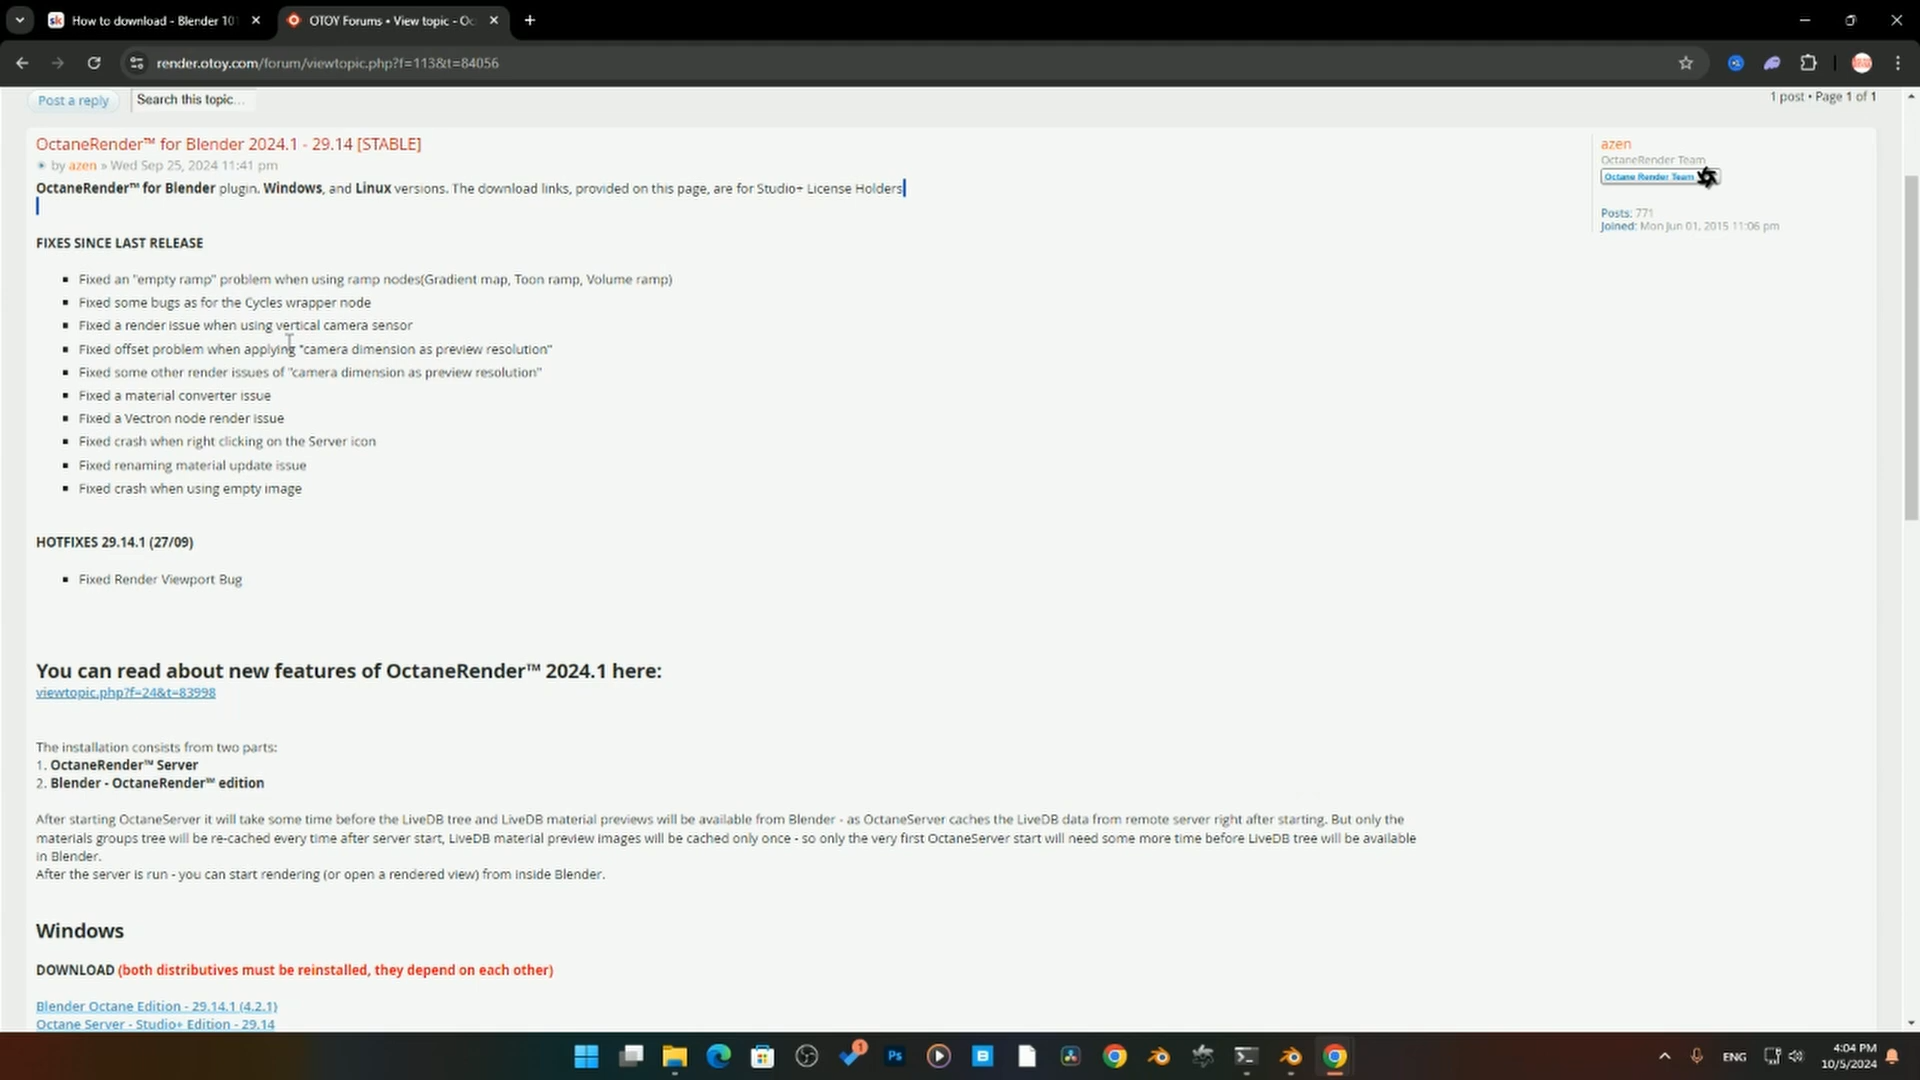 How to download - Blender 101
OTOY Forums • View topic - Oc
render.otoy.com/forum/viewtopic.php?f=113&t=84056
Post a reply
Search this topic…
1 post • Page 1 of 1
OctaneRender™ for Blender 2024.1 - 29.14 [STABLE]
by azen » Wed Sep 25, 2024 11:41 pm
OctaneRender™ for Blender plugin. Windows, and Linux versions. The download links, provided on this page, are for Studio+ License Holders
azen
OctaneRender Team
Octane Render Team
Posts: 771
Joined: Mon Jun 01, 2015 11:06 pm
FIXES SINCE LAST RELEASE
Fixed an "empty ramp" problem when using ramp nodes(Gradient map, Toon ramp, Volume ramp)
Fixed some bugs as for the Cycles wrapper node
Fixed a render issue when using vertical camera sensor
Fixed offset problem when applying "camera dimension as preview resolution"
Fixed some other render issues of "camera dimension as preview resolution"
Fixed a material converter issue
Fixed a Vectron node render issue
Fixed crash when right clicking on the Server icon
Fixed renaming material update issue
Fixed crash when using empty image
HOTFIXES 29.14.1 (27/09)
Fixed Render Viewport Bug
You can read about new features of OctaneRender™ 2024.1 here:
viewtopic.php?f=24&t=83998
The installation consists from two parts:
1. OctaneRender™ Server
2. Blender - OctaneRender™ edition
After starting OctaneServer it will take some time before the LiveDB tree and LiveDB material previews will be available from Blender - as OctaneServer caches the LiveDB data from remote server right after starting. But only the
materials groups tree will be re-cached every time after server start, LiveDB material preview images will be cached only once - so only the very first OctaneServer start will need some more time before LiveDB tree will be available
in Blender.
After the server is run - you can start rendering (or open a rendered view) from inside Blender.
Windows
DOWNLOAD (both distributives must be reinstalled, they depend on each other)
Blender Octane Edition - 29.14.1 (4.2.1)
Octane Server - Studio+ Edition - 29.14
1
Ps
ENG
4:04 PM
10/5/2024